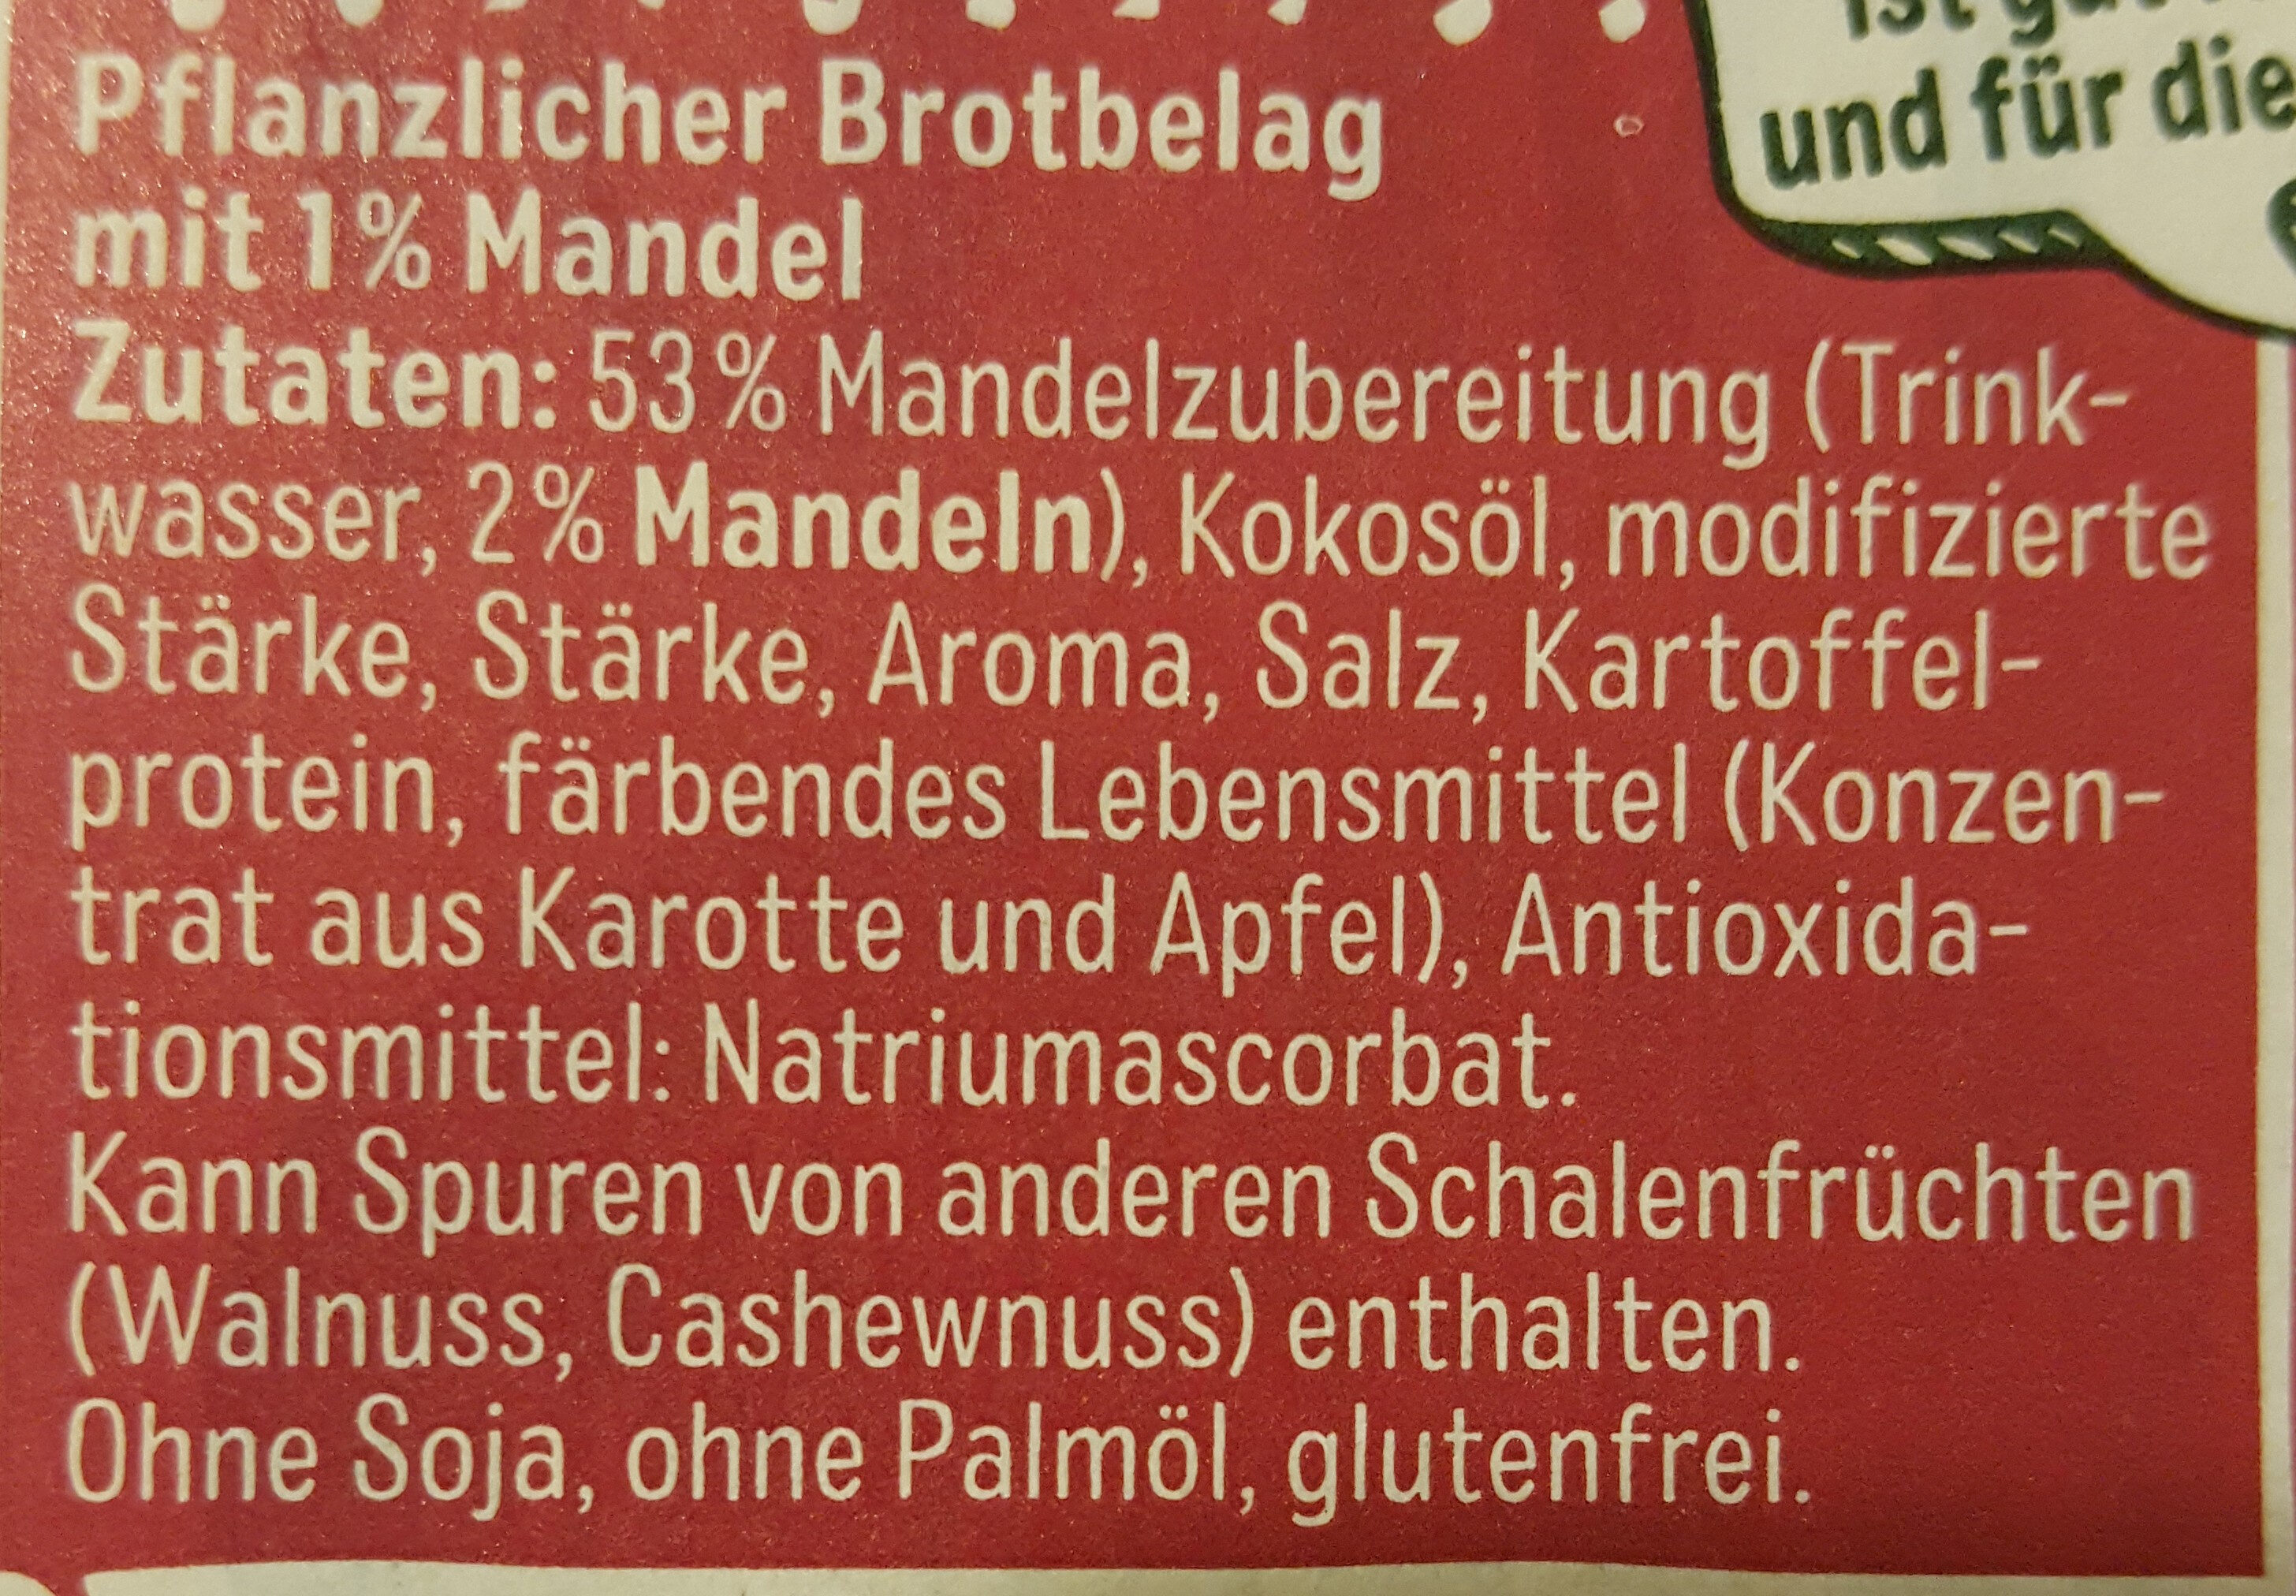 und für die
Pflanzlicher Brotbelag
mit 1% Mandel
Zutaten: 53% Mandelzubereitung (Trink-
wasser, 2% Mandeln), Kokosöl, modifizierte
Stärke, Stärke, Aroma, Salz, Kartoffel-
protein, färbendes Lebensmittel (Konzen-
trat aus Karotte und Apfel), Antioxida-
tionsmittel: Natriumascorbat.
Kann Spuren von anderen Schalenfrüchten
(Walnuss, Cashewnuss) enthalten.
Ohne Soja, ohne Palmöl, glutenfrei.